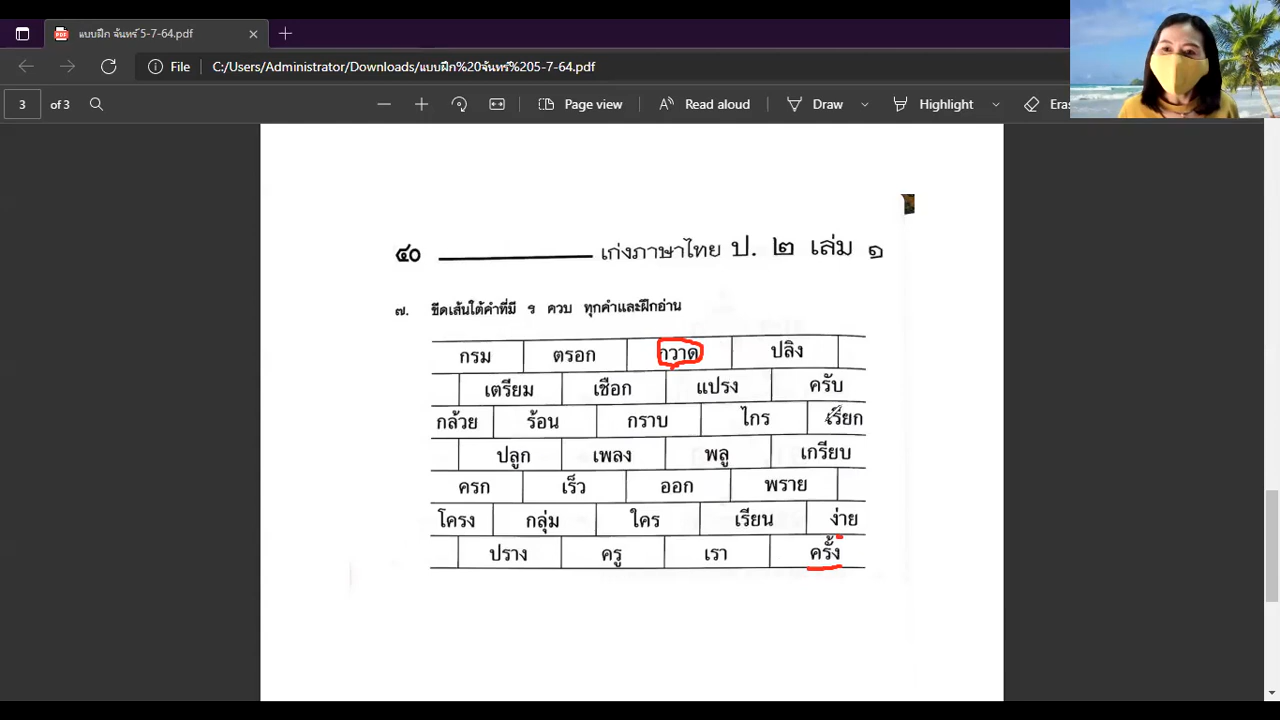 แบบฝึก จันทร์ 5-7-64.pdf
File C:/Users/Administrator/Downloads/แบบฝึก%20จันทร์%205-7-64.pdf
3 of 3 Page view Read aloud Draw Highlight
๔๐ เก่งภาษาไทย ป. ๒ เล่ม ๑
๗. ขีดเส้นใต้คำที่มี ร ควบ ทุกคำและฝึกอ่าน
กรม ตรอก กวาด ปลิง
เตรียม เชือก แปรง ครับ
กล้วย ร้อน กราบ ไกร เรียก
ปลูก เพลง พลู เกรียบ
ครก เร็ว ออก พราย
โครง กลุ่ม ใคร เรียน ง่าย
ปราง ครู เรา ครั้ง